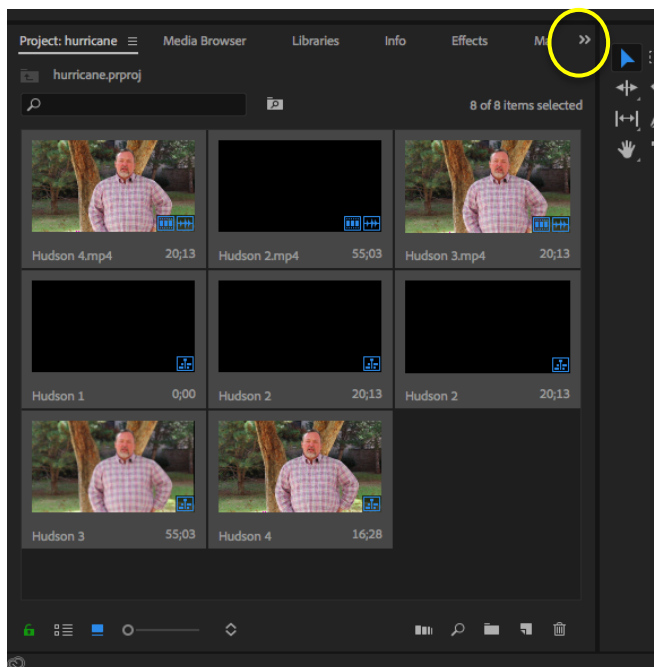 Project: hurricane Media Browser Libraries Info Effects
hurricane.prproj
8 of 8 items selected
Hudson 4.mp4 20;13 Hudson 2.mp4 55;03 Hudson 3.mp4 20;13
Hudson 1 0;00 Hudson 2 20;13 Hudson 2 20;13
Hudson 3 55;03 Hudson 4 16;28